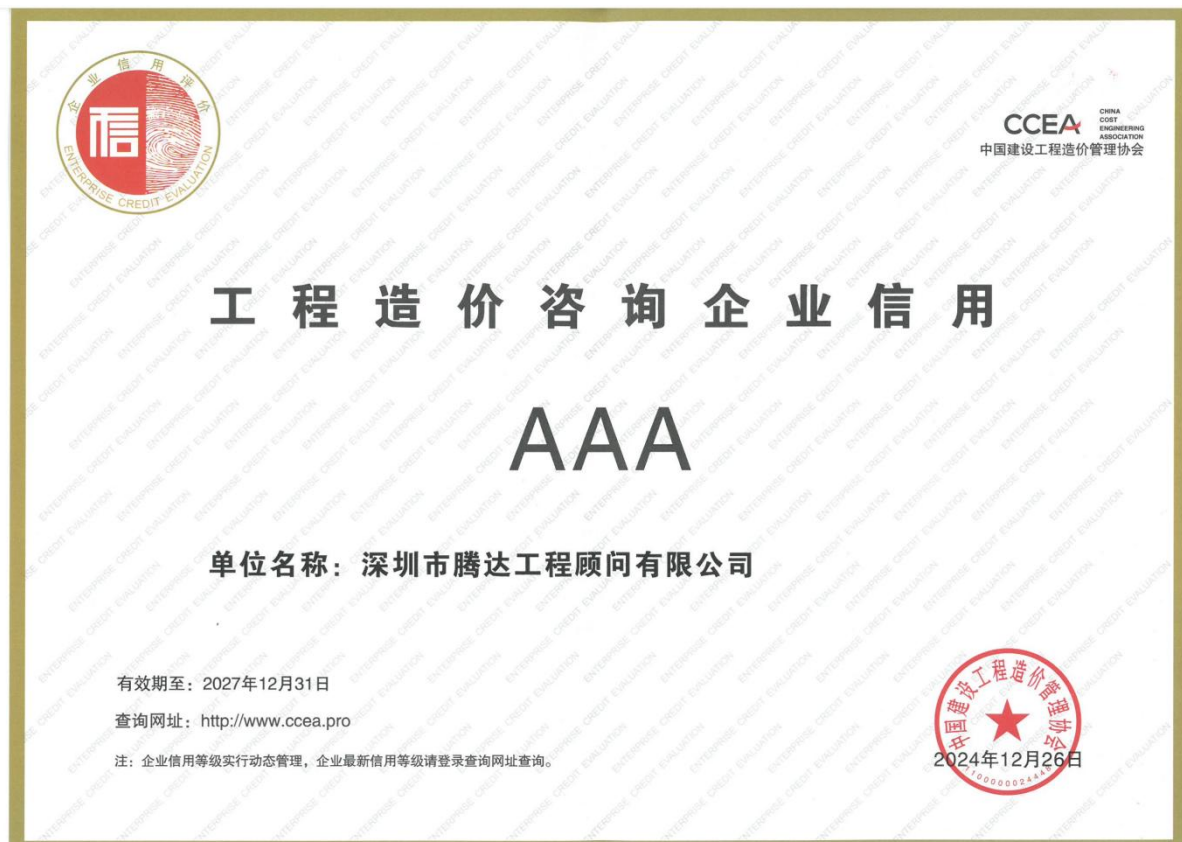 企业信用评价
信
ENTERPRISE CREDIT EVALUATION
CCEA
CHINA
COST
ENGINEERING
ASSOCIATION
中国建设工程造价管理协会
工程造价咨询企业信用
AAA
单位名称：深圳市腾达工程顾问有限公司
有效期至：2027年12月31日
查询网址：http://www.ccea.pro
注：企业信用等级实行动态管理，企业最新信用等级请登录查询网址查询。
中国建设工程造价管理协会
2024年12月26日